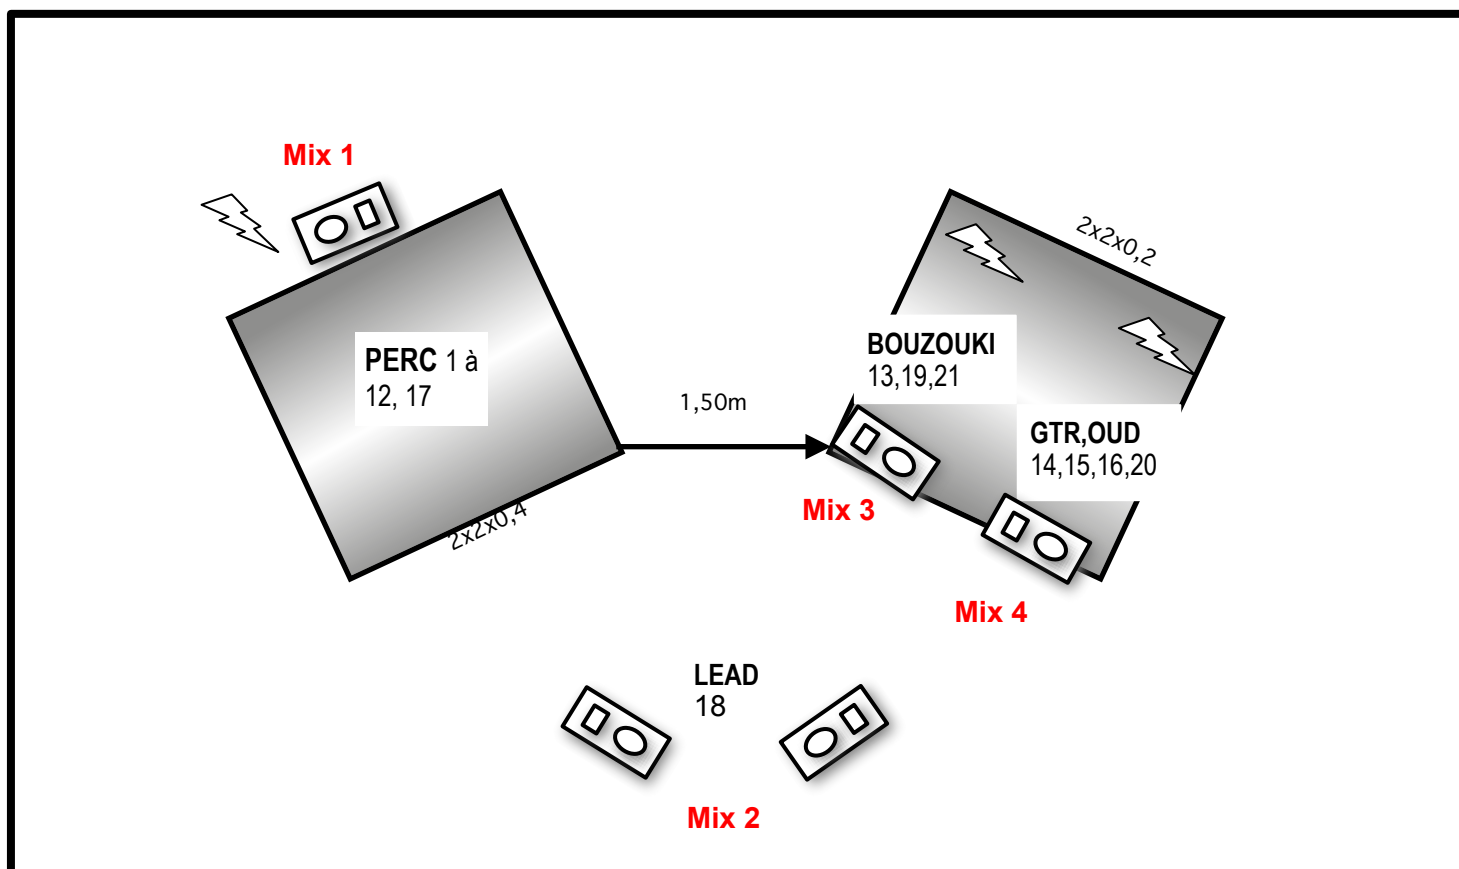 Mix 1
2x2x0,2
BOUZOUKI
13,19,21
PERC 1 à
12, 17
1,50m
GTR,OUD
14,15,16,20
Mix 3
2x2x0,4
Mix 4
LEAD
18
Mix 2